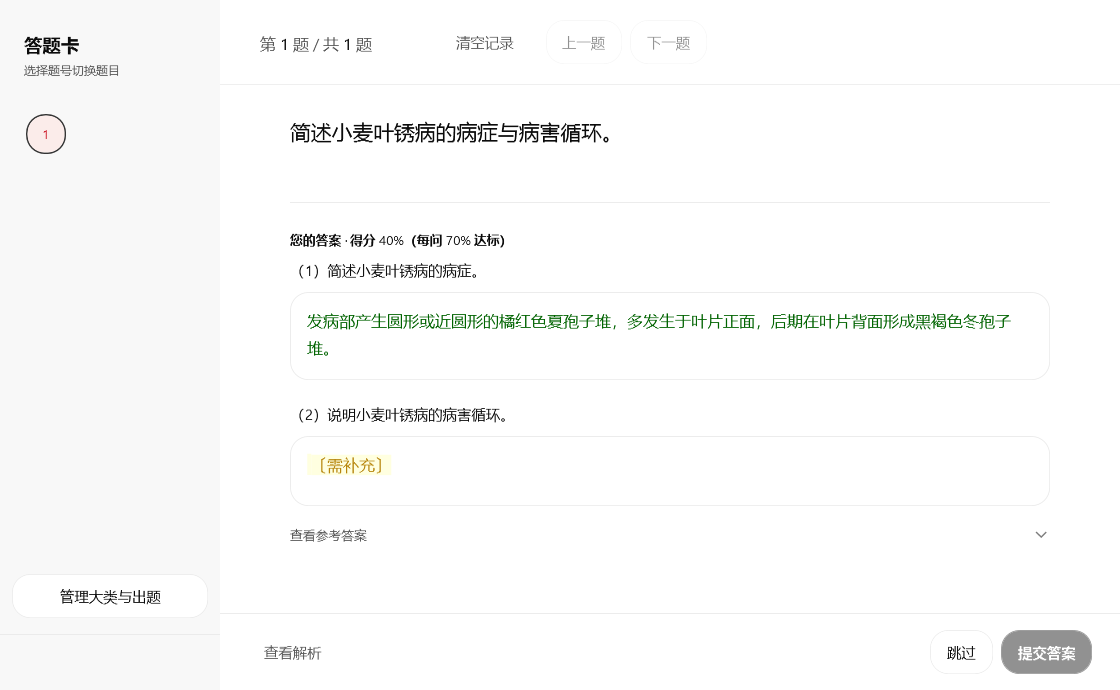 答题卡
选择题号切换题目
1
管理大类与出题
第 1 题 / 共 1 题
清空记录
上一题
下一题
简述小麦叶锈病的病症与病害循环。
您的答案 · 得分 40%（每问 70% 达标）
（1）简述小麦叶锈病的病症。
发病部产生圆形或近圆形的橘红色夏孢子堆，多发生于叶片正面，后期在叶片背面形成黑褐色冬孢子
堆。
（2）说明小麦叶锈病的病害循环。
〔需补充〕
查看参考答案
查看解析
跳过
提交答案